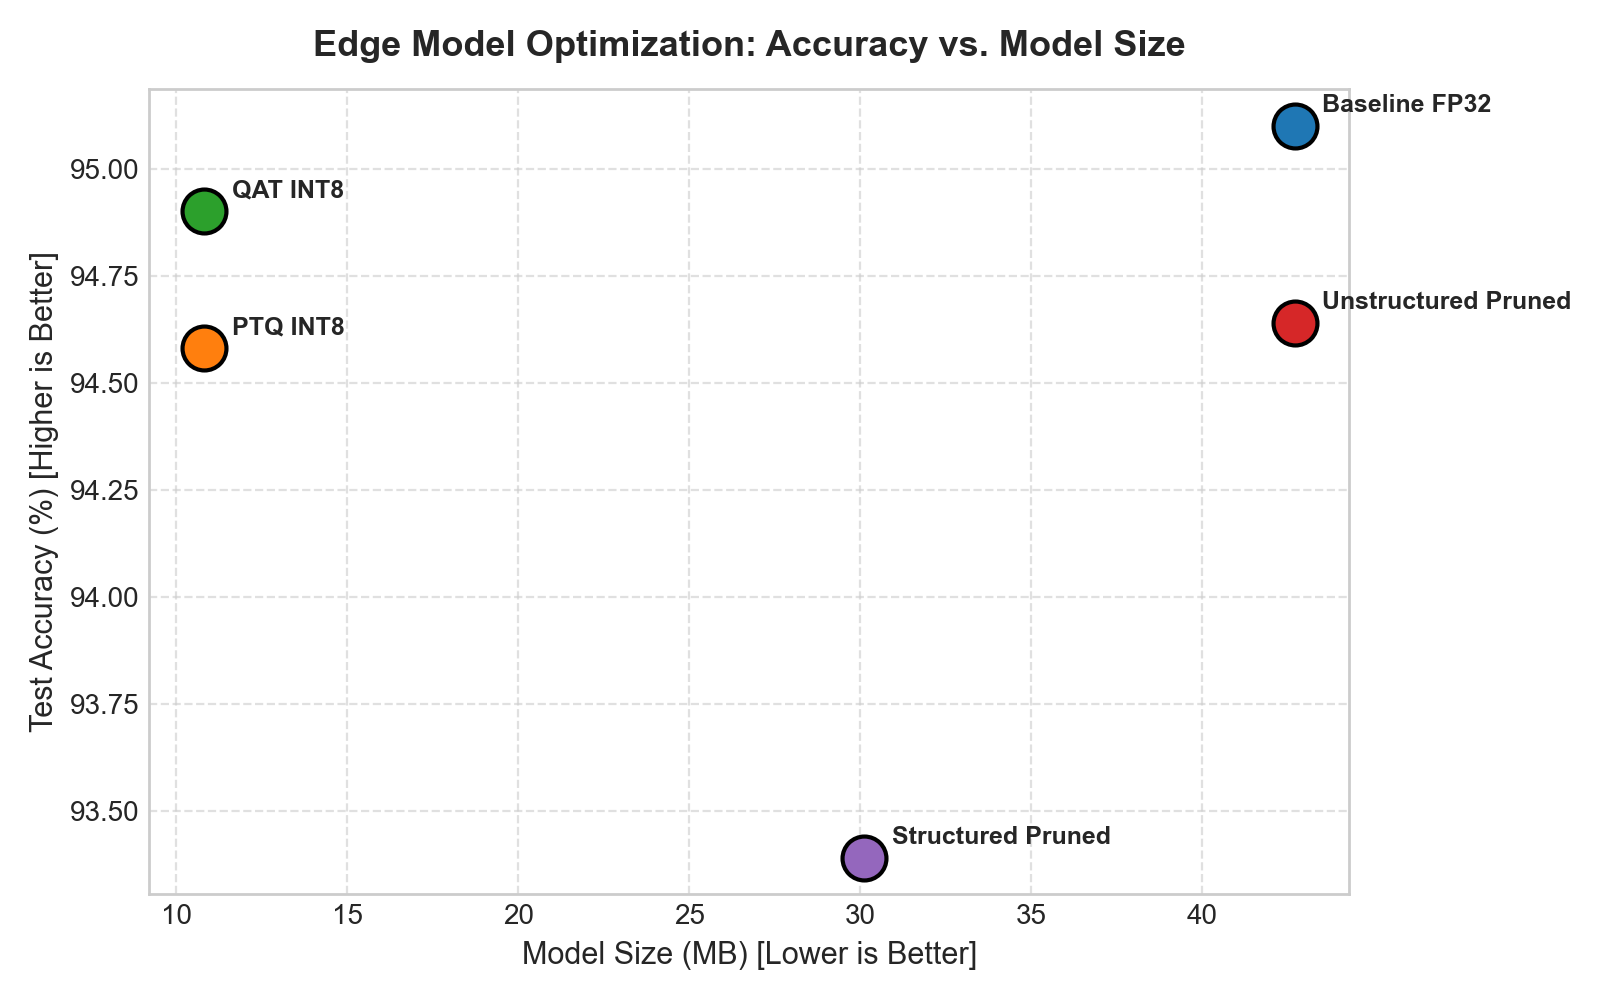 Edge Model Optimization: Accuracy vs. Model Size
Baseline FP32
95.00
QAT INT8
94.75
Unstructured Pruned
PTQ INT8
94.50
94.25
94.00
93.75
93.50
Structured Pruned
Test Accuracy (%) [Higher is Better]
10 15 20 25 30 35 40
Model Size (MB) [Lower is Better]